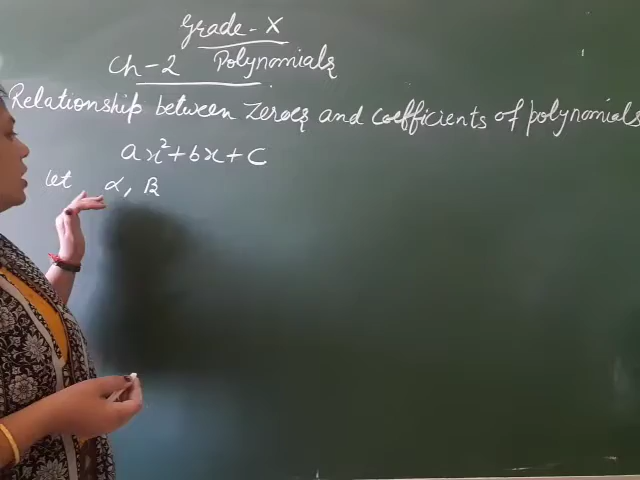 Grade - X
Ch - 2 Polynomials
Relationship between Zeroes and coefficients of polynomials
ax²+bx+c
let α, β